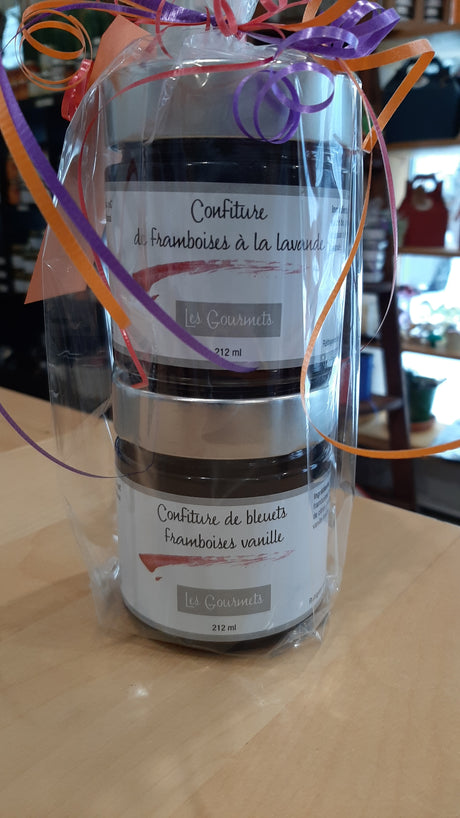 Confiture
de framboises à la lavande
Les Gourmets
212 ml
Confiture de bleuets
framboises vanille
Les Gourmets
212 ml